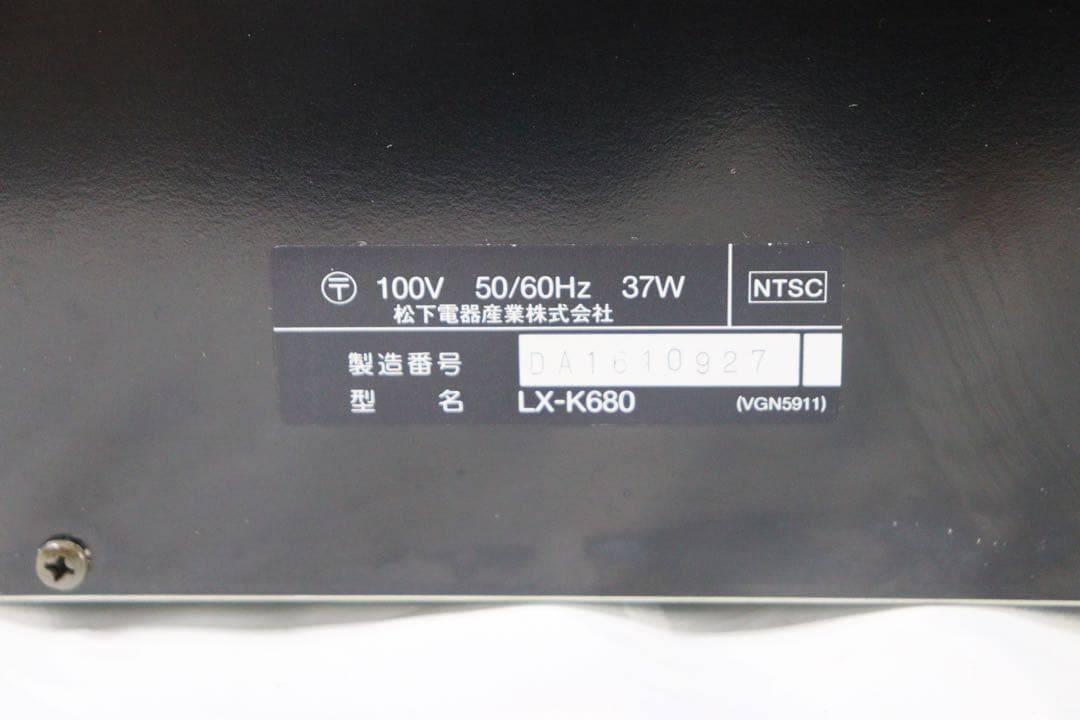 〒 100V 50/60Hz 37W NTSC
松下電器産業株式会社
製造番号 DA1610927
型名 LX-K680 (VGN5911)